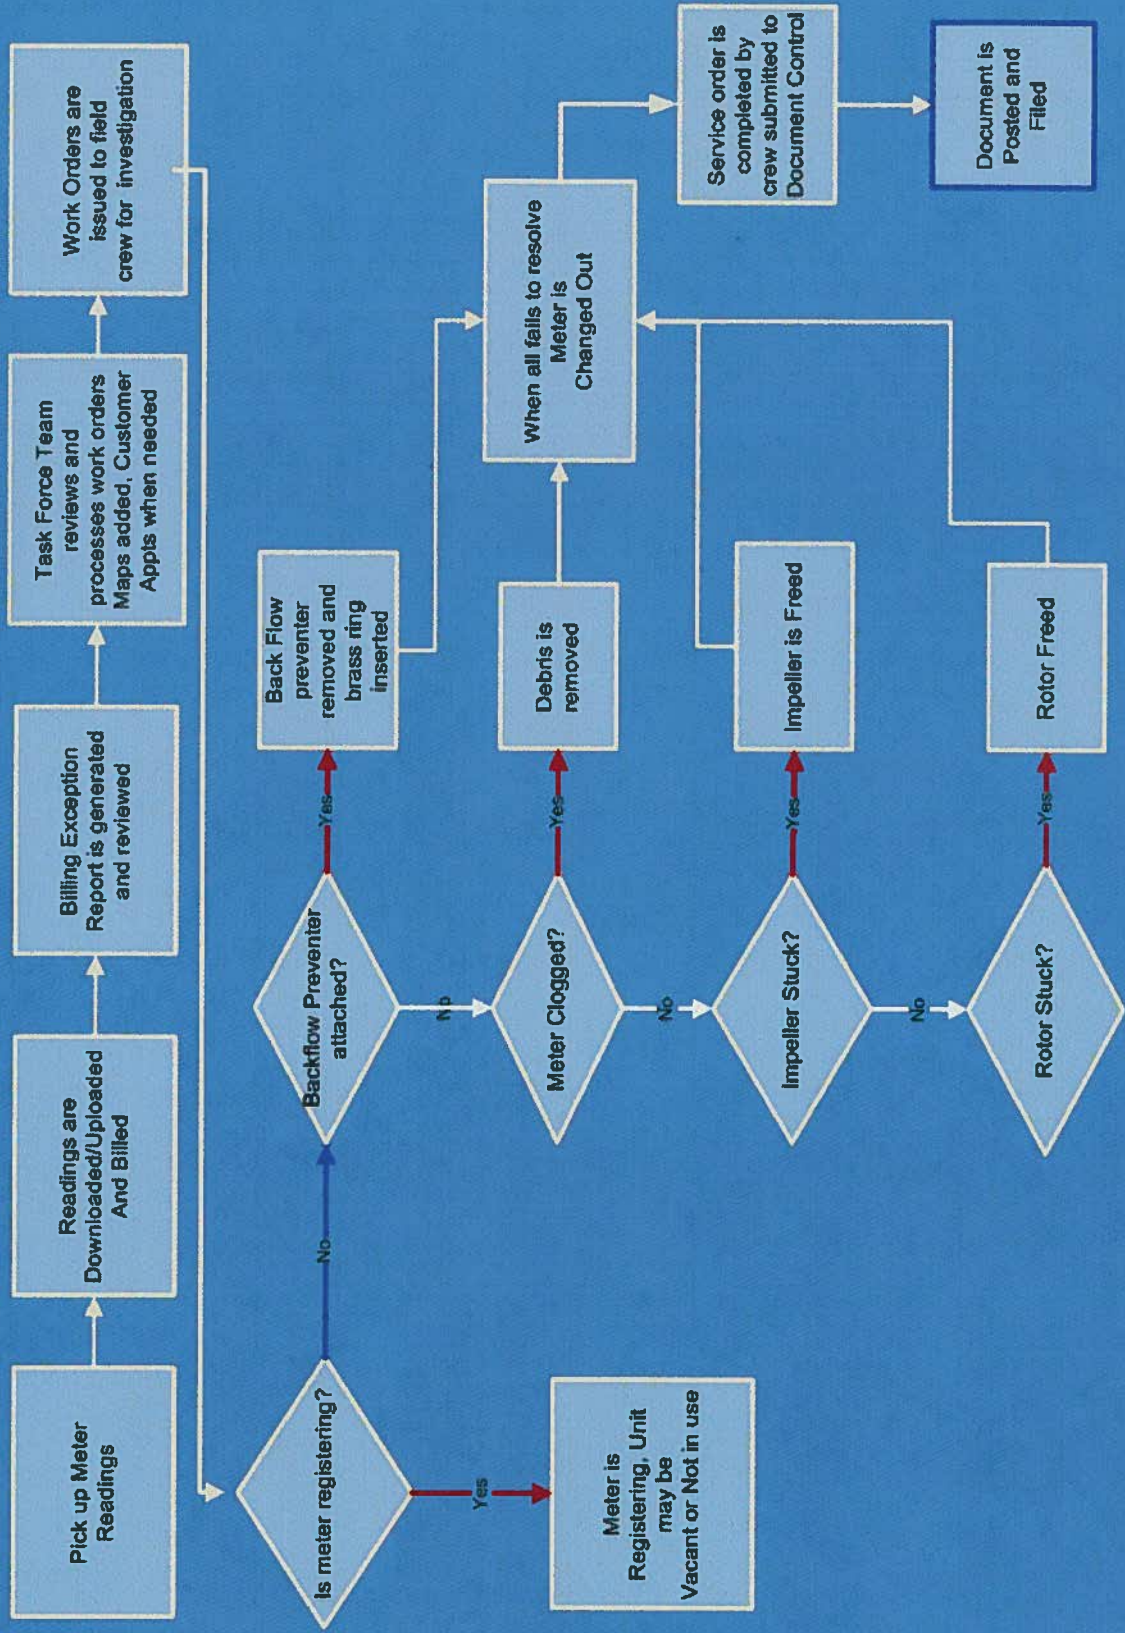 Pick up Meter
Readings
Readings are
Downloaded/Uploaded
And Billed
Billing Exception
Report is generated
and reviewed
Task Force Team
reviews and
processes work orders
Maps added, Customer
Appts when needed
Work Orders are
issued to field
crew for investigation
Is meter registering?
No
Yes
Meter is
Registering, Unit
may be
Vacant or Not in use
Backflow Preventer
attached?
Yes
Back Flow
preventer
removed and
brass ring
inserted
No
Meter Clogged?
Yes
Debris is
removed
No
Impeller Stuck?
Yes
Impeller is Freed
No
Rotor Stuck?
Yes
Rotor Freed
When all fails to resolve
Meter is
Changed Out
Service order is
completed by
crew submitted to
Document Control
Document is
Posted and
Filed